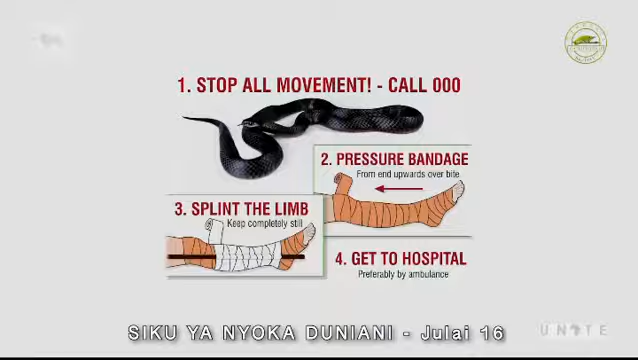 1. STOP ALL MOVEMENT! - CALL 000
2. PRESSURE BANDAGE
From end upwards over bite
3. SPLINT THE LIMB
Keep completely still
4. GET TO HOSPITAL
Preferably by ambulance
SIKU YA NYOKA DUNIANI - Julai 16